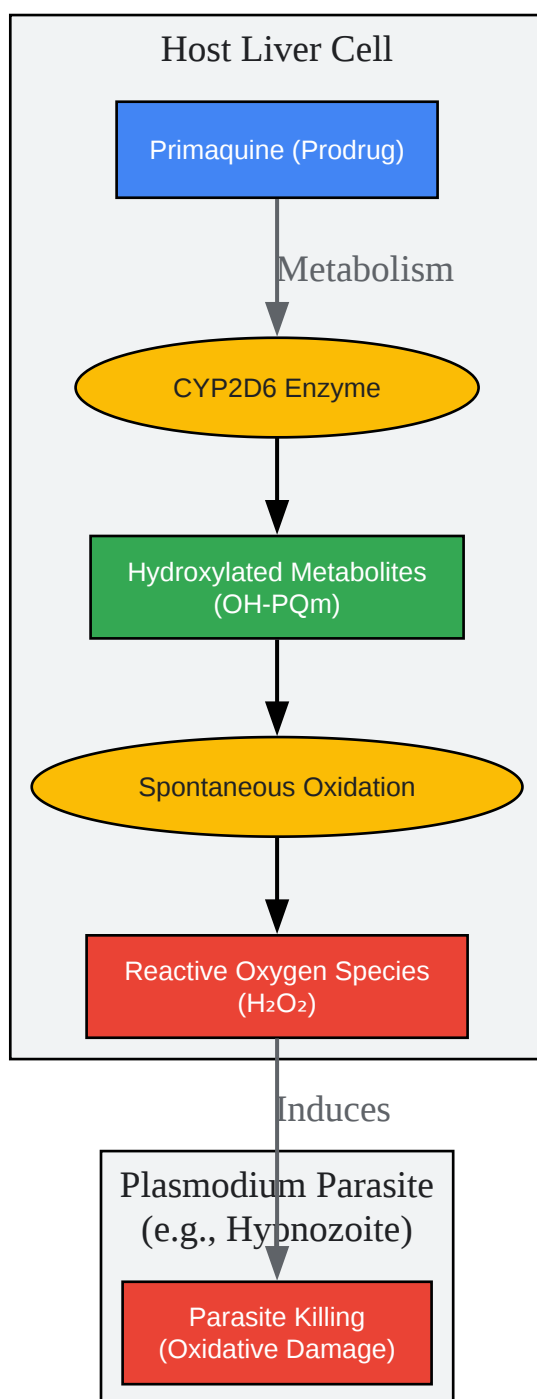 Host Liver Cell
Primaquine (Prodrug)
Metabolism
CYP2D6 Enzyme
Hydroxylated Metabolites
(OH-PQm)
Spontaneous Oxidation
Reactive Oxygen Species
(H₂O₂)
Induces
Plasmodium Parasite
(e.g., Hypnozoite)
Parasite Killing
(Oxidative Damage)